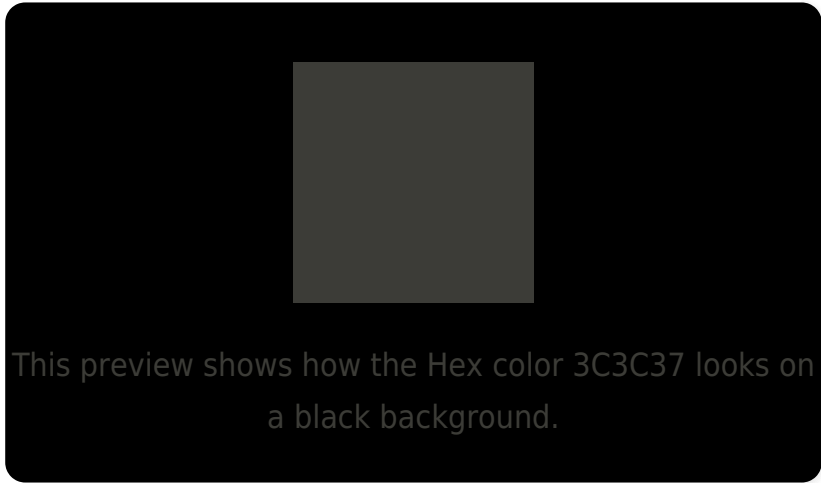 This preview shows how the Hex color 3C3C37 looks on
a black background.